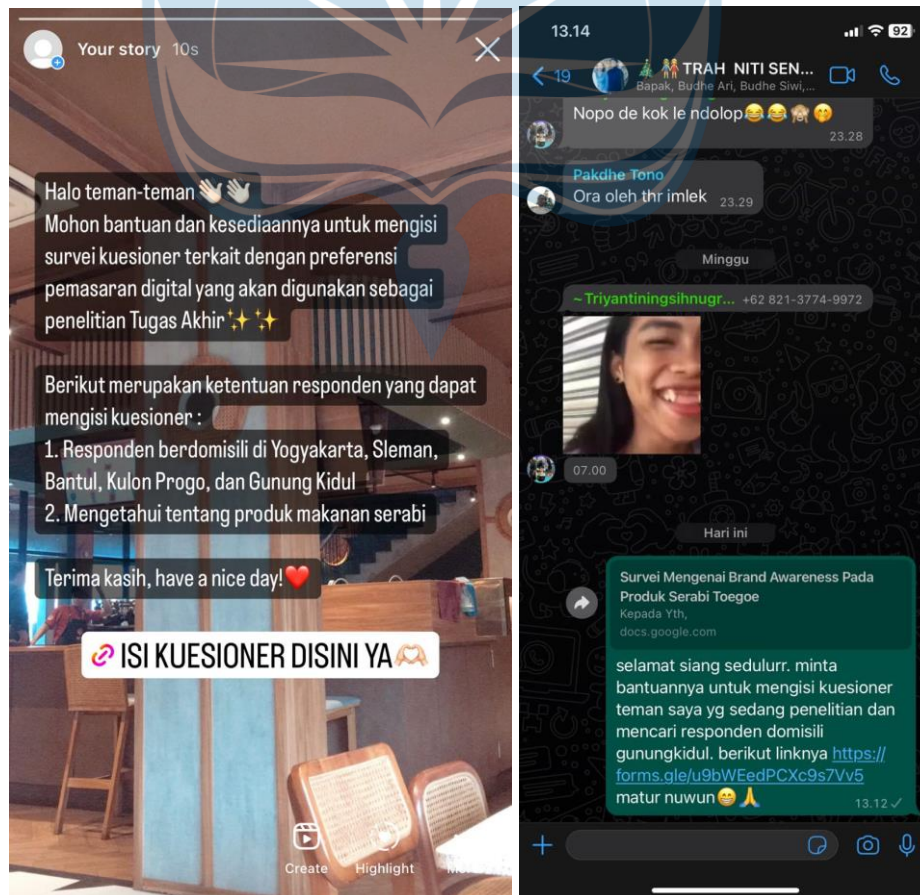 Your story 10s
Halo teman-teman 👋🏻👋🏻
Mohon bantuan dan kesediaannya untuk mengisi
survei kuesioner terkait dengan preferensi
pemasaran digital yang akan digunakan sebagai
penelitian Tugas Akhir✨✨
Berikut merupakan ketentuan responden yang dapat
mengisi kuesioner :
1. Responden berdomisili di Yogyakarta, Sleman,
Bantul, Kulon Progo, dan Gunung Kidul
2. Mengetahui tentang produk makanan serabi
Terima kasih, have a nice day!❤️
ISI KUESIONER DISINI YA🫶🏻
Create Highlight
13.14
92
19
🎄👫TRAH NITI SEN...
Bapak, Budhe Ari, Budhe Siwi,...
Nopo de kok le ndolop😂😂🙈🤭
23.28
Pakdhe Tono
Ora oleh thr imlek 23.29
Minggu
~Triyantiningsihnugr... +62 821-3774-9972
07.00
Hari ini
Survei Mengenai Brand Awareness Pada
Produk Serabi Toegoe
Kepada Yth,
docs.google.com
selamat siang sedulurr. minta
bantuannya untuk mengisi kuesioner
teman saya yg sedang penelitian dan
mencari responden domisili
gunungkidul. berikut linknya https://
forms.gle/u9bWEedPCXc9s7Vv5
matur nuwun😁🙏
13.12